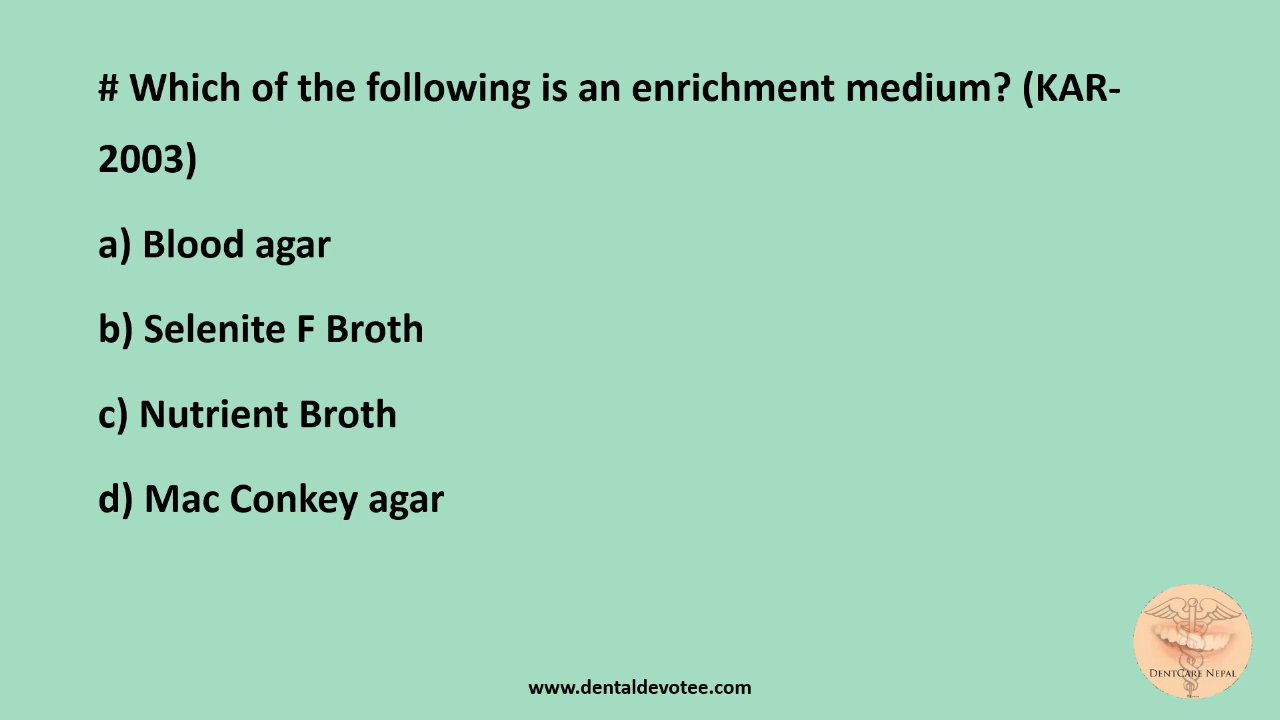 # Which of the following is an enrichment medium? (KAR-
2003)
a) Blood agar
b) Selenite F Broth
c) Nutrient Broth
d) Mac Conkey agar
DENTCARE NEPAL
www.dentaldevotee.com